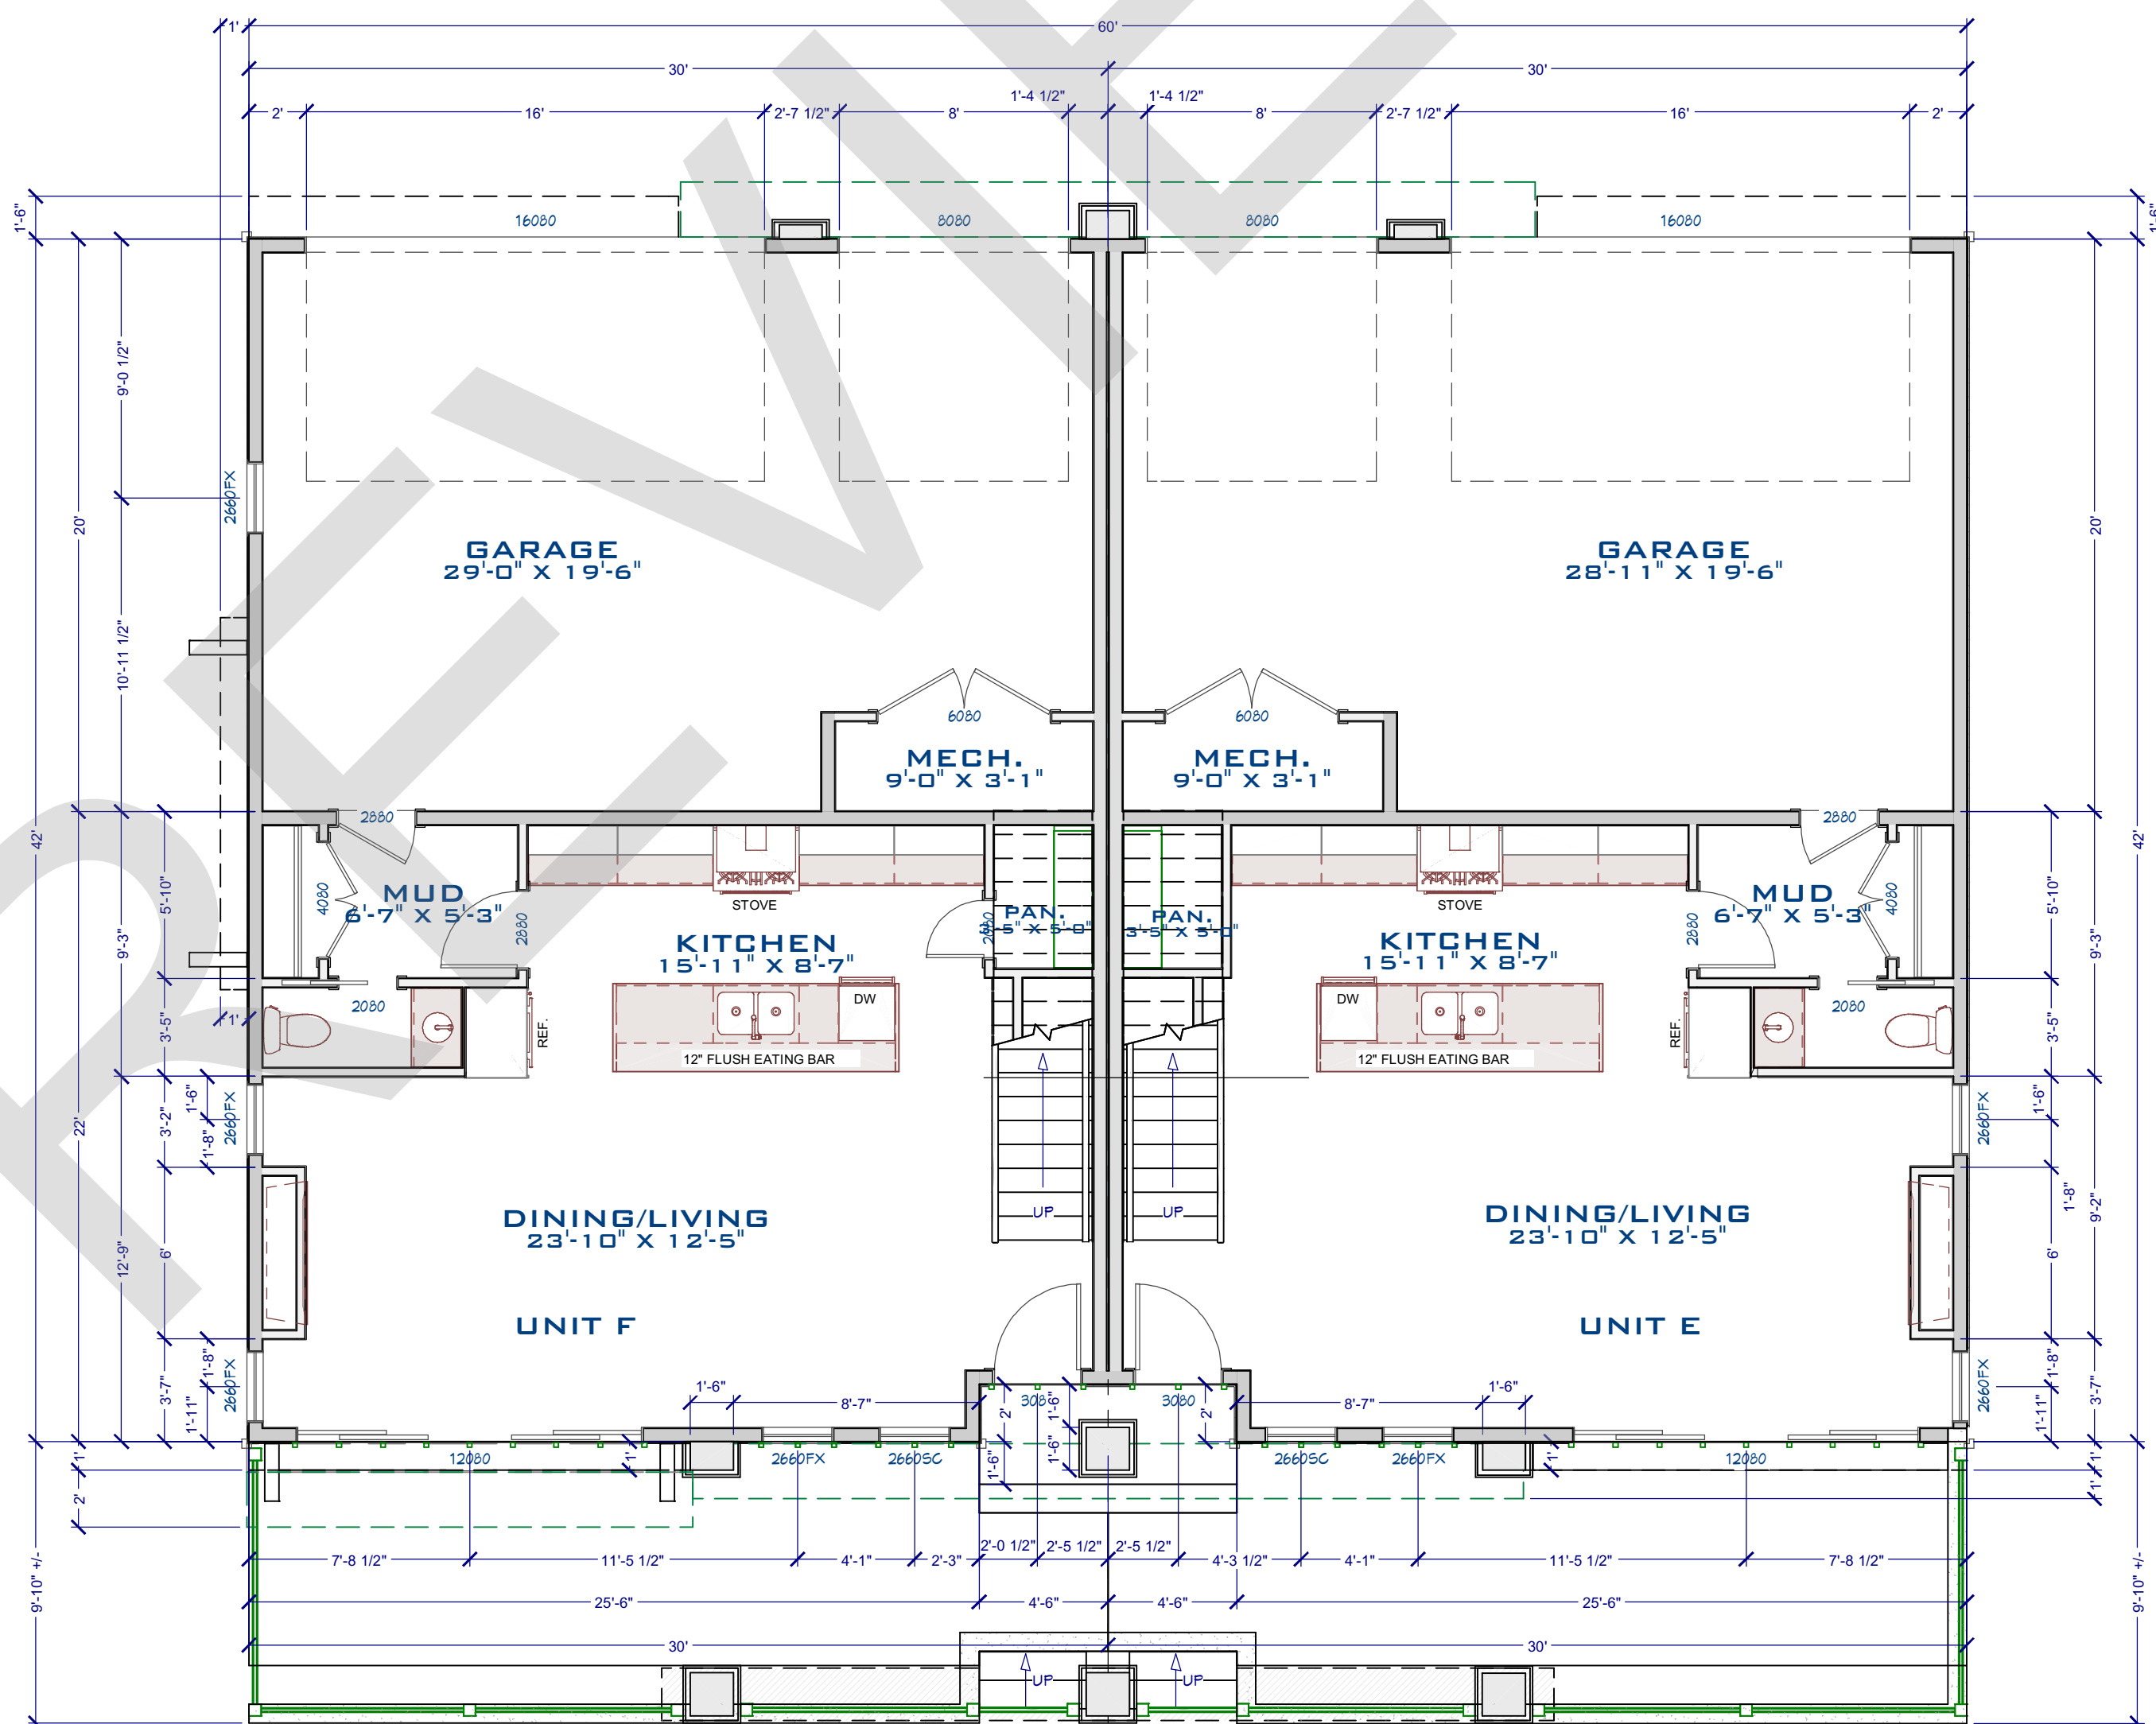 1'
60'
30'
30'
2'
16'
2'-7 1/2"
8'
1'-4 1/2"
1'-4 1/2"
8'
2'-7 1/2"
16'
2'
1'-6"
16080
8080
8080
16080
1'-6"
REVIE
9'-0 1/2"
2660FX
20'
20'
GARAGE
29'-0" X 19'-6"
GARAGE
28'-11" X 19'-6"
10'-11 1/2"
6080
6080
MECH.
9'-0" X 3'-1"
MECH.
9'-0" X 3'-1"
42'
42'
2880
2880
5'-10"
9'-3"
4080
MUD
6'-7" X 5'-3"
2880
STOVE
KITCHEN
15'-11" X 8'-7"
PAN.
PAN.
3'-5" X 5'-0"
STOVE
KITCHEN
15'-11" X 8'-7"
2880
MUD
6'-7" X 5'-3"
4080
5'-10"
9'-3"
1'
3'-5"
2080
REF.
DW
12" FLUSH EATING BAR
DW
12" FLUSH EATING BAR
REF.
2080
3'-5"
22'
3'-2"
1'-6"
1'-8"
2660FX
2660FX
1'-6"
1'-8"
9'-2"
UP
UP
12'-9"
6'
DINING/LIVING
23'-10" X 12'-5"
DINING/LIVING
23'-10" X 12'-5"
6'
UNIT F
UNIT E
3'-7"
1'-8"
1'-11"
2660FX
2660FX
1'-8"
1'-11"
3'-7"
1'-6"
8'-7"
2'
1'-6"
3080
2'
8'-7"
1'-6"
1'
2'
12080
1'
2660FX
2660SC
1'-6"
1'-6"
2660SC
2660FX
1'
12080
1'
1'
7'-8 1/2"
11'-5 1/2"
4'-1"
2'-3"
2'-0 1/2"
2'-5 1/2"
2'-5 1/2"
4'-3 1/2"
4'-1"
11'-5 1/2"
7'-8 1/2"
9'-10" +/-
9'-10" +/-
25'-6"
4'-6"
4'-6"
25'-6"
30'
30'
UP
UP